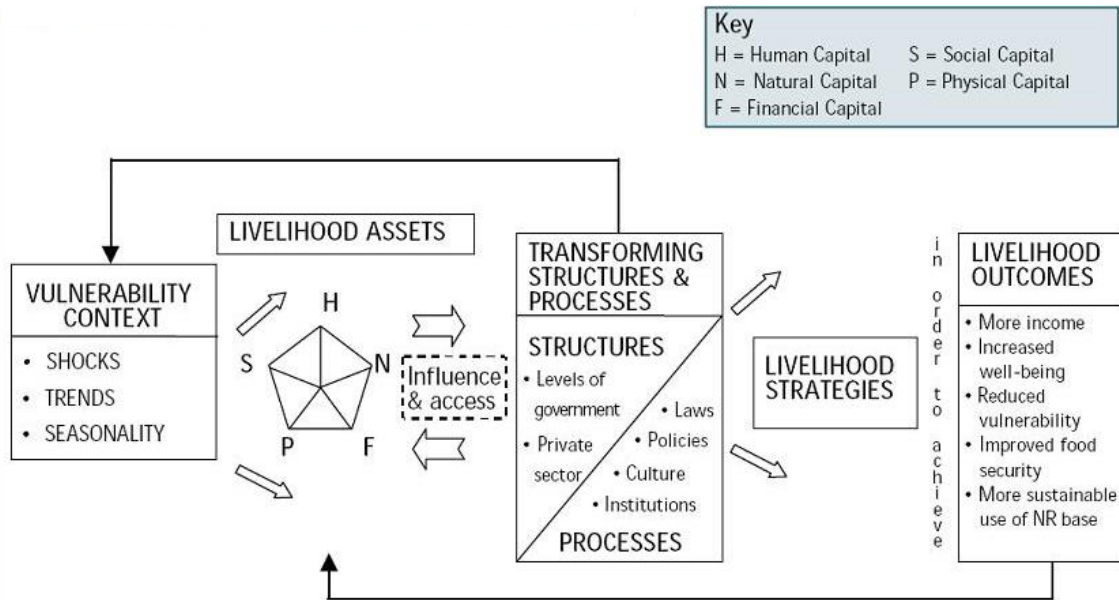 Key
H = Human Capital S = Social Capital
N = Natural Capital P = Physical Capital
F = Financial Capital
LIVELIHOOD ASSETS
VULNERABILITY
CONTEXT
• SHOCKS
• TRENDS
• SEASONALITY
H
S
N
P
F
Influence
& access
TRANSFORMING
STRUCTURES &
PROCESSES
STRUCTURES
• Levels of
government
• Private
sector
• Laws
• Policies
• Culture
• Institutions
PROCESSES
LIVELIHOOD
STRATEGIES
in order to achieve
LIVELIHOOD
OUTCOMES
• More income
• Increased
well-being
• Reduced
vulnerability
• Improved food
security
• More sustainable
use of NR base